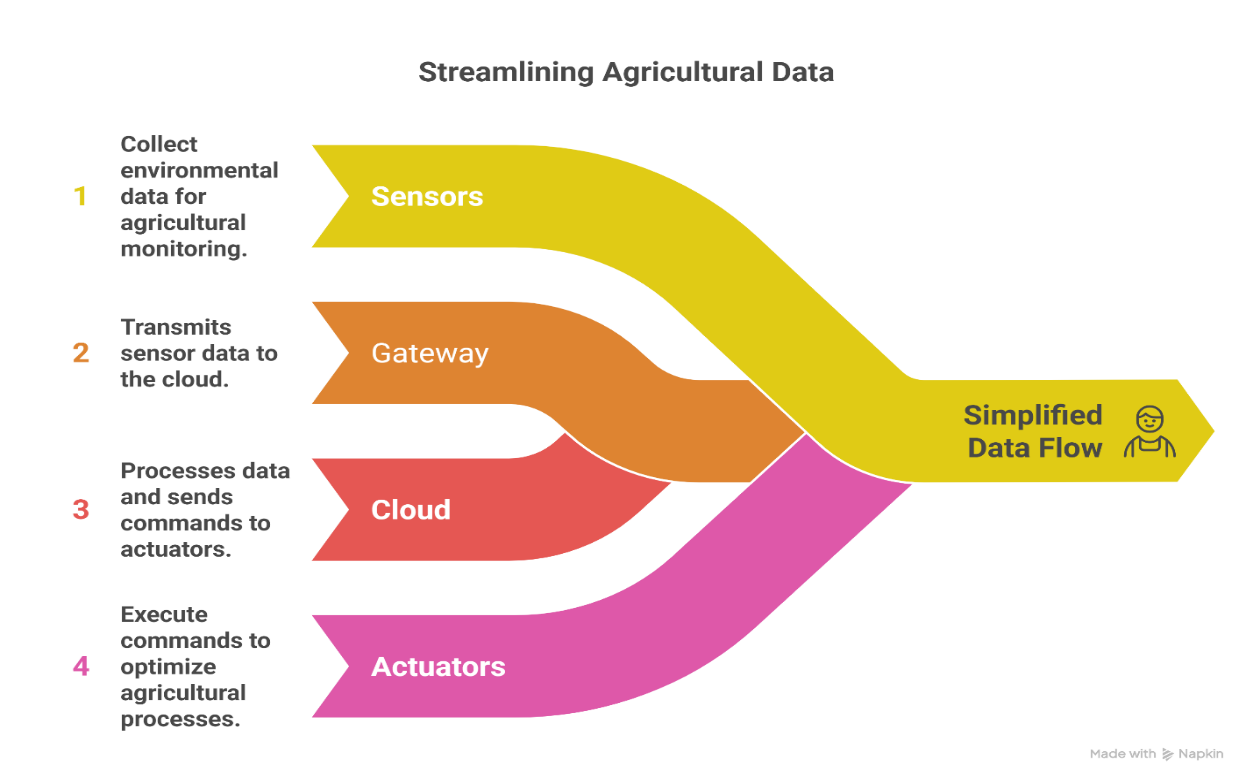 Streamlining Agricultural Data
1
Collect
environmental
data for
agricultural
monitoring.
Sensors
2
Transmits
sensor data to
the cloud.
Gateway
3
Processes data
and sends
commands to
actuators.
Cloud
4
Execute
commands to
optimize
agricultural
processes.
Actuators
Simplified
Data Flow
Made with Napkin